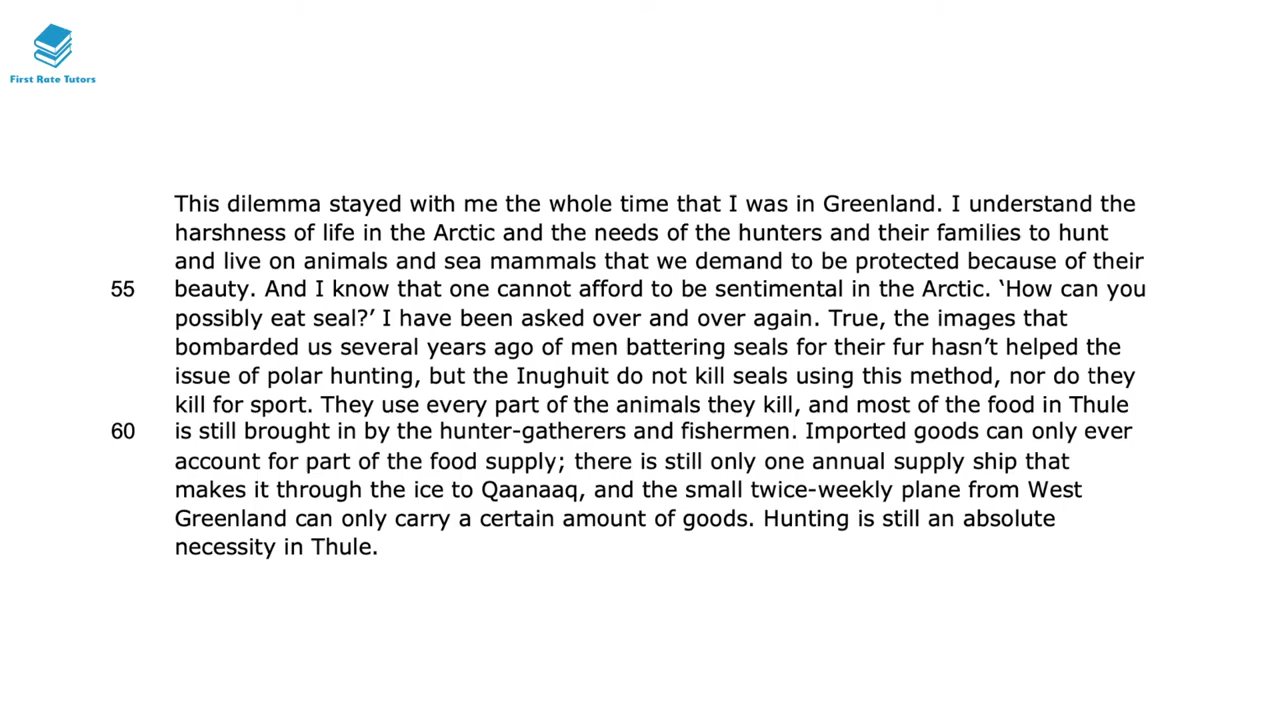 First Rate Tutors
This dilemma stayed with me the whole time that I was in Greenland. I understand the
harshness of life in the Arctic and the needs of the hunters and their families to hunt
and live on animals and sea mammals that we demand to be protected because of their
55 beauty. And I know that one cannot afford to be sentimental in the Arctic. ‘How can you
possibly eat seal?’ I have been asked over and over again. True, the images that
bombarded us several years ago of men battering seals for their fur hasn’t helped the
issue of polar hunting, but the Inughuit do not kill seals using this method, nor do they
kill for sport. They use every part of the animals they kill, and most of the food in Thule
60 is still brought in by the hunter-gatherers and fishermen. Imported goods can only ever
account for part of the food supply; there is still only one annual supply ship that
makes it through the ice to Qaanaaq, and the small twice-weekly plane from West
Greenland can only carry a certain amount of goods. Hunting is still an absolute
necessity in Thule.